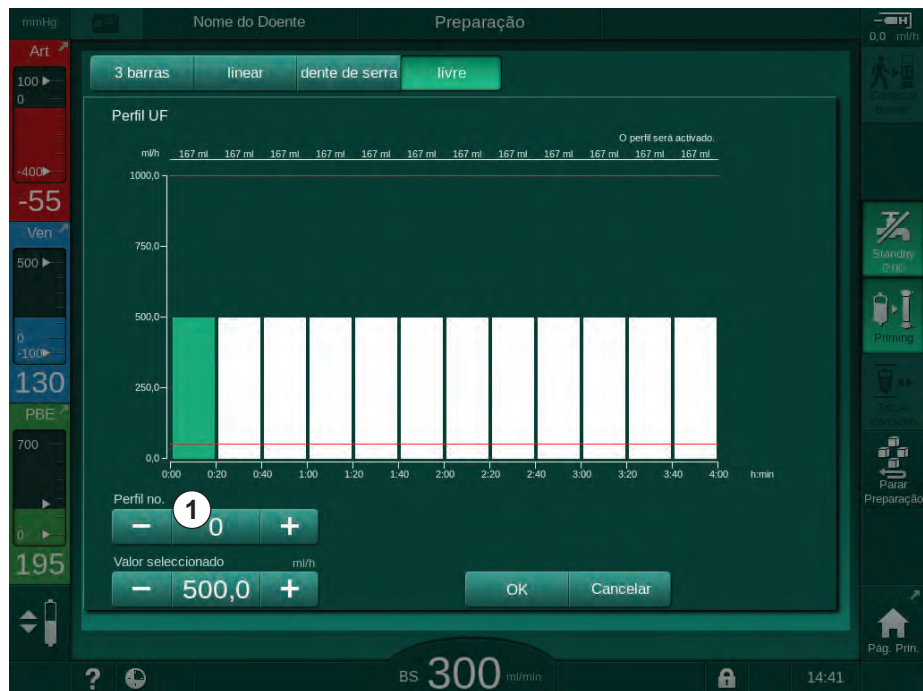 mmHg
Nome do Doente
Preparação
0,0 ml/h
Art
100
0
-400
-55
Ven
500
0
-100
130
PBE
700
0
195
3 barras
linear
dente de serra
livre
Perfil UF
O perfil será activado.
ml/h 167 ml 167 ml 167 ml 167 ml 167 ml 167 ml 167 ml 167 ml 167 ml 167 ml 167 ml 167 ml
1000,0
750,0
500,0
250,0
0,0
0:00 0:20 0:40 1:00 1:20 1:40 2:00 2:20 2:40 3:00 3:20 3:40 4:00 h:min
Perfil no.
1
– 0 +
Valor seleccionado ml/h
– 500,0 +
OK
Cancelar
Conectar
doente
Standby
Priming
Parar
Preparação
Pág. Prin.
?
BS 300 ml/min
14:41